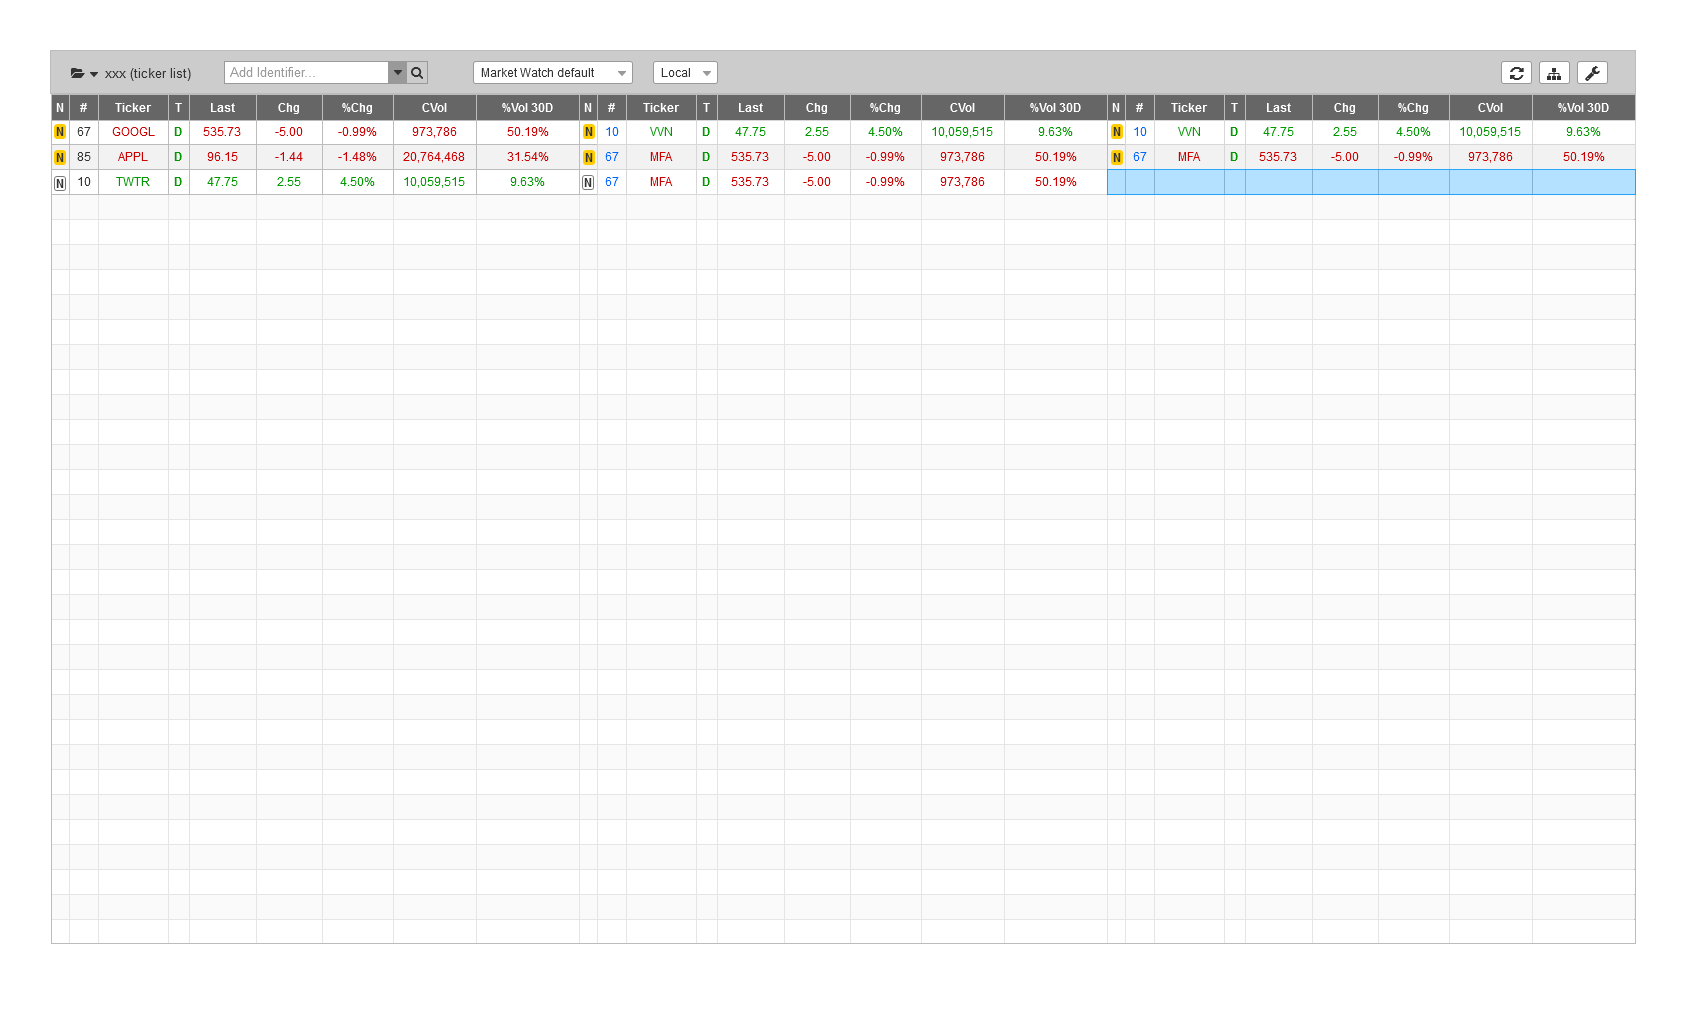 xxx (ticker list) Add Identifier... Market Watch default Local
N # Ticker T Last Chg %Chg CVol %Vol 30D N # Ticker T Last Chg %Chg CVol %Vol 30D N # Ticker T Last Chg %Chg CVol %Vol 30D
N 67 GOOGL D 535.73 -5.00 -0.99% 973,786 50.19% N 10 VVN D 47.75 2.55 4.50% 10,059,515 9.63% N 10 VVN D 47.75 2.55 4.50% 10,059,515 9.63%
N 85 APPL D 96.15 -1.44 -1.48% 20,764,468 31.54% N 67 MFA D 535.73 -5.00 -0.99% 973,786 50.19% N 67 MFA D 535.73 -5.00 -0.99% 973,786 50.19%
N 10 TWTR D 47.75 2.55 4.50% 10,059,515 9.63% N 67 MFA D 535.73 -5.00 -0.99% 973,786 50.19%